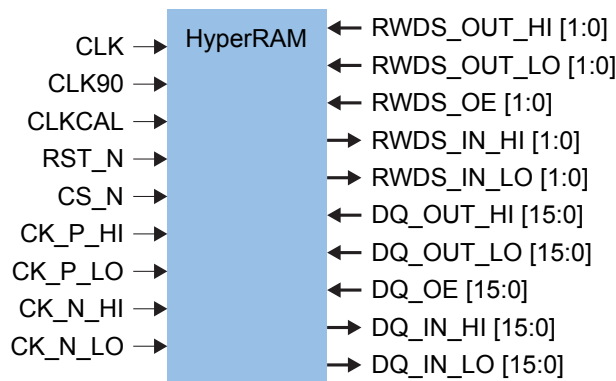 HyperRAM
CLK
CLK90
CLKCAL
RST_N
CS_N
CK_P_HI
CK_P_LO
CK_N_HI
CK_N_LO
RWDS_OUT_HI [1:0]
RWDS_OUT_LO [1:0]
RWDS_OE [1:0]
RWDS_IN_HI [1:0]
RWDS_IN_LO [1:0]
DQ_OUT_HI [15:0]
DQ_OUT_LO [15:0]
DQ_OE [15:0]
DQ_IN_HI [15:0]
DQ_IN_LO [15:0]